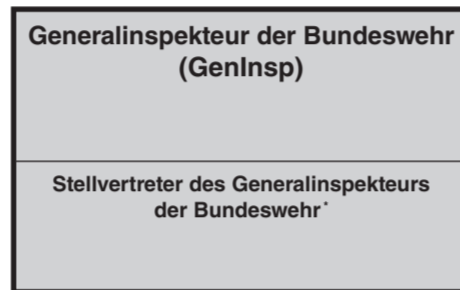 Generalinspekteur der Bundeswehr
(GenInsp)
Stellvertreter des Generalinspekteurs
der Bundeswehr*